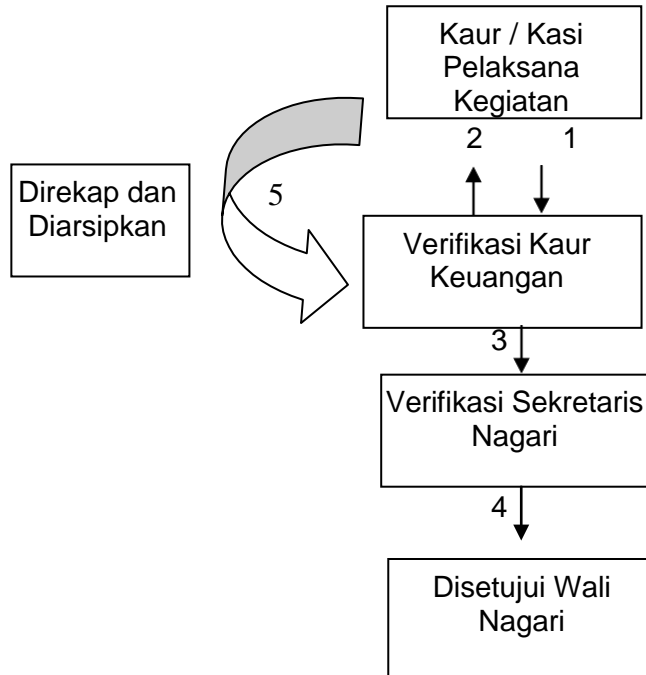 Kaur / Kasi
Pelaksana
Kegiatan
2 1
Direkap dan
Diarsipkan
5
Verifikasi Kaur
Keuangan
3
Verifikasi Sekretaris
Nagari
4
Disetujui Wali
Nagari